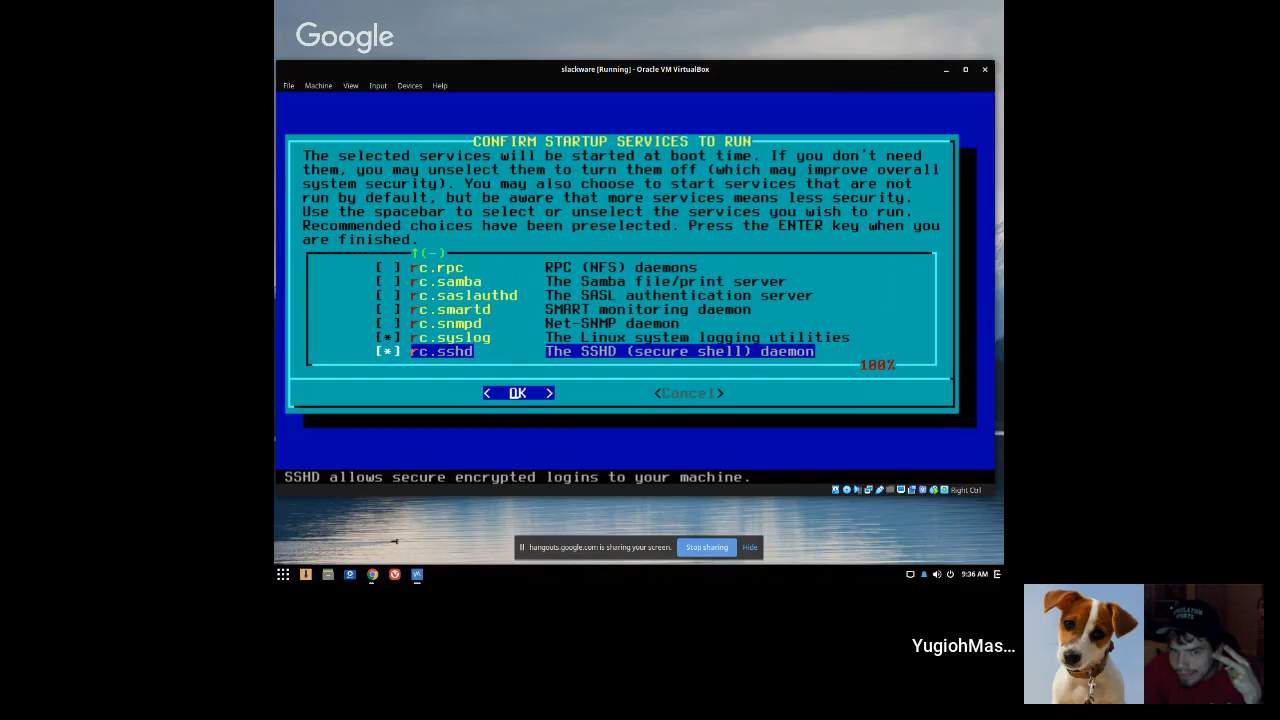 Google
slackware [Running] - Oracle VM VirtualBox
File Machine View Input Devices Help
CONFIRM STARTUP SERVICES TO RUN
The selected services will be started at boot time. If you don't need
them, you may unselect them to turn them off (which may improve overall
system security). You may also choose to start services that are not
run by default, but be aware that more services means less security.
Use the spacebar to select or unselect the services you wish to run.
Recommended choices have been preselected. Press the ENTER key when you
are finished.
↑(-)
[ ] rc.rpc RPC (NFS) daemons
[ ] rc.samba The Samba file/print server
[ ] rc.saslauthd The SASL authentication server
[ ] rc.smartd SMART monitoring daemon
[ ] rc.snmpd Net-SNMP daemon
[*] rc.syslog The Linux system logging utilities
[*] rc.sshd The SSHD (secure shell) daemon
100%
< OK > <Cancel>
SSHD allows secure encrypted logins to your machine.
Right Ctrl
hangouts.google.com is sharing your screen. Stop sharing Hide
9:36 AM
YugiohMas...